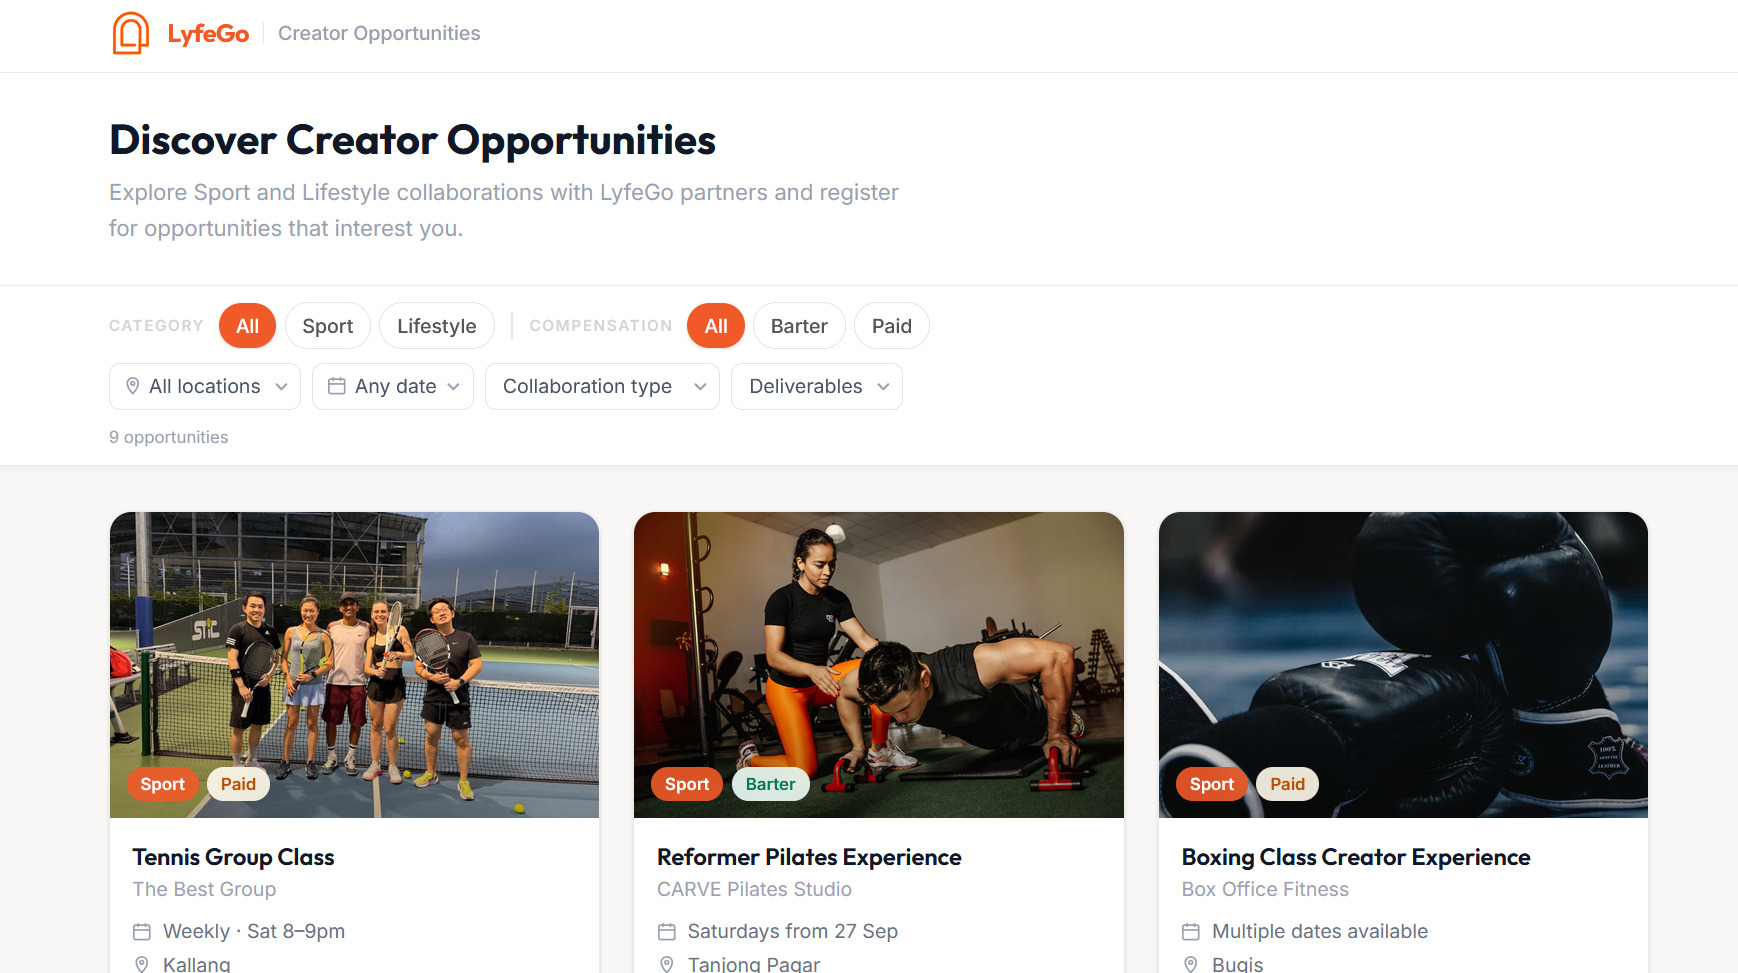 LyfeGo
Creator Opportunities
Discover Creator Opportunities
Explore Sport and Lifestyle collaborations with LyfeGo partners and register
for opportunities that interest you.
CATEGORY All Sport Lifestyle COMPENSATION All Barter Paid
All locations Any date Collaboration type Deliverables
9 opportunities
STiC
Sport Paid
Tennis Group Class
The Best Group
Weekly · Sat 8–9pm
Kallang
Sport Barter
Reformer Pilates Experience
CARVE Pilates Studio
Saturdays from 27 Sep
Tanjong Pagar
100%
GENUINE
LEATHER
Sport Paid
Boxing Class Creator Experience
Box Office Fitness
Multiple dates available
Bugis